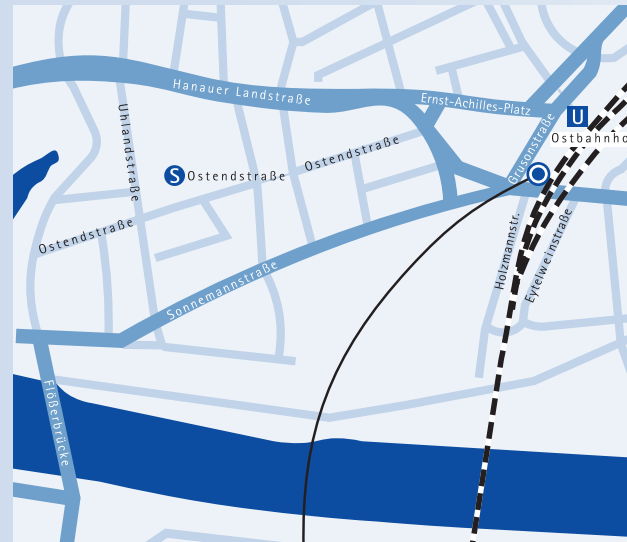 Hanauer Landstraße
Ernst-Achilles-Platz
Uhlandstraße
Grusonstraße
U
Ostbahnho
Ostendstraße
S Ostendstraße
Ostendstraße
Holzmannstr.
Eytelweinstraße
Sonnemannstraße
Flößerbrücke